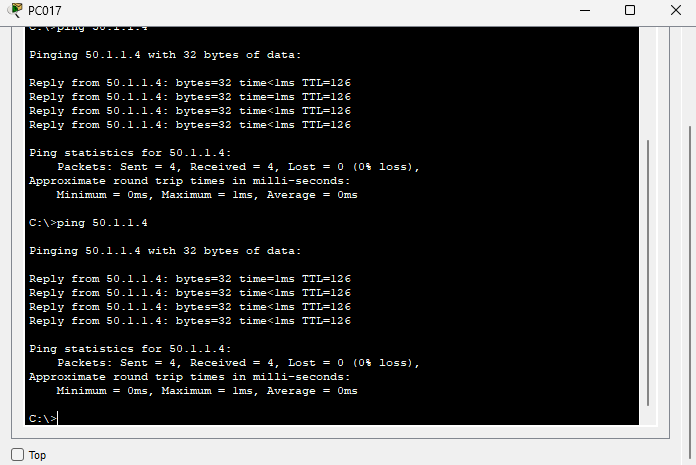 PC017
C:\>ping 50.1.1.4
Pinging 50.1.1.4 with 32 bytes of data:
Reply from 50.1.1.4: bytes=32 time<1ms TTL=126
Reply from 50.1.1.4: bytes=32 time=1ms TTL=126
Reply from 50.1.1.4: bytes=32 time<1ms TTL=126
Reply from 50.1.1.4: bytes=32 time<1ms TTL=126
Ping statistics for 50.1.1.4:
Packets: Sent = 4, Received = 4, Lost = 0 (0% loss),
Approximate round trip times in milli-seconds:
Minimum = 0ms, Maximum = 1ms, Average = 0ms
C:\>ping 50.1.1.4
Pinging 50.1.1.4 with 32 bytes of data:
Reply from 50.1.1.4: bytes=32 time=1ms TTL=126
Reply from 50.1.1.4: bytes=32 time<1ms TTL=126
Reply from 50.1.1.4: bytes=32 time<1ms TTL=126
Reply from 50.1.1.4: bytes=32 time<1ms TTL=126
Ping statistics for 50.1.1.4:
Packets: Sent = 4, Received = 4, Lost = 0 (0% loss),
Approximate round trip times in milli-seconds:
Minimum = 0ms, Maximum = 1ms, Average = 0ms
C:\>
Top